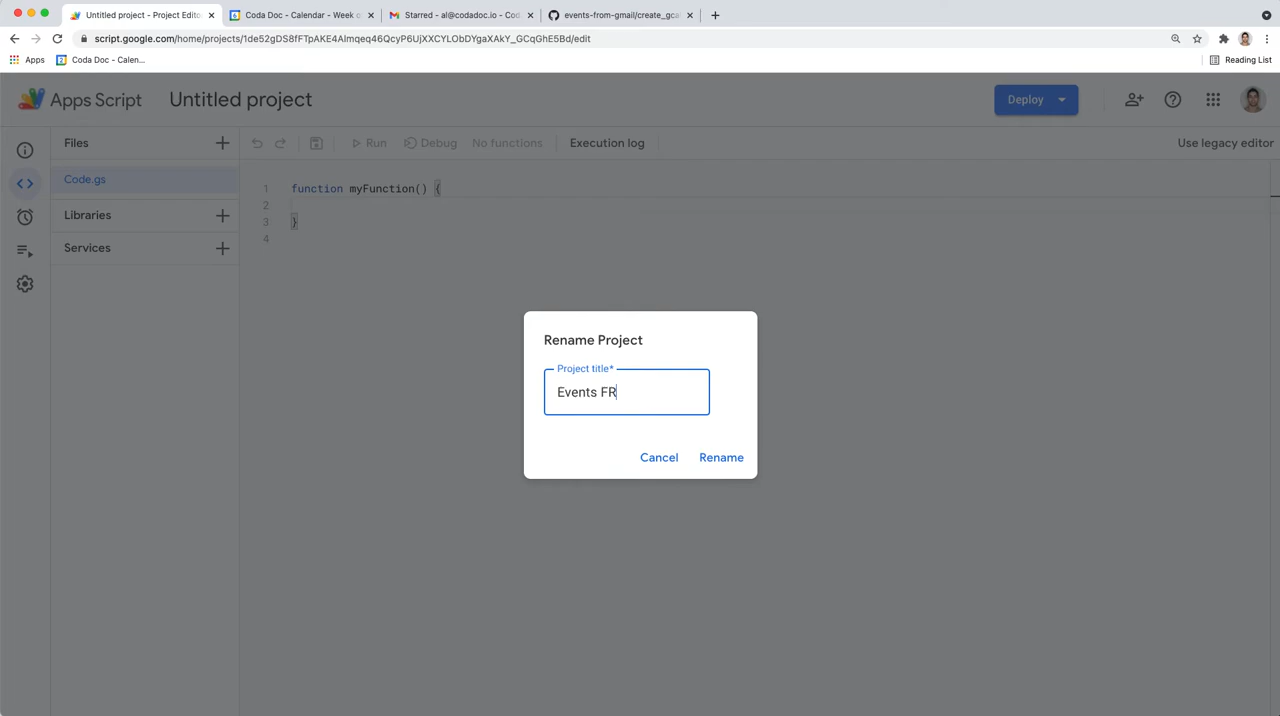 Untitled project - Project Edito
Coda Doc - Calendar - Week o
Starred - al@codadoc.io - Cod
events-from-gmail/create_gcal
script.google.com/home/projects/1de52gDS8fFTpAKE4Almqeq46QcyP6UjXXCYLObDYgaXAkY_GCqGhE5Bd/edit
Apps
Coda Doc - Calen...
Reading List
Apps Script
Untitled project
Deploy
Files
Run
Debug
No functions
Execution log
Use legacy editor
Code.gs
Libraries
Services
1 function myFunction() {
2
3 }
4
Rename Project
Project title*
Events FR
Cancel
Rename